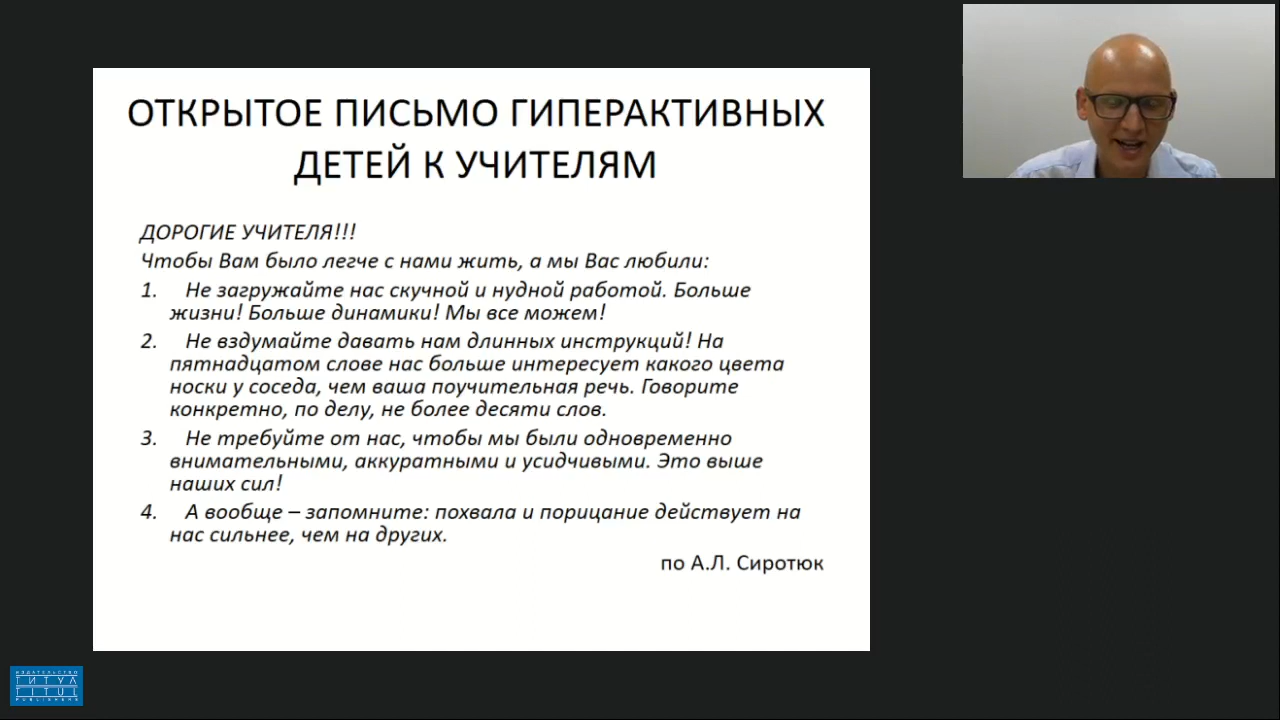 ОТКРЫТОЕ ПИСЬМО ГИПЕРАКТИВНЫХ
ДЕТЕЙ К УЧИТЕЛЯМ
ДОРОГИЕ УЧИТЕЛЯ!!!
Чтобы Вам было легче с нами жить, а мы Вас любили:
1. Не загружайте нас скучной и нудной работой. Больше
жизни! Больше динамики! Мы все можем!
2. Не вздумайте давать нам длинных инструкций! На
пятнадцатом слове нас больше интересует какого цвета
носки у соседа, чем ваша поучительная речь. Говорите
конкретно, по делу, не более десяти слов.
3. Не требуйте от нас, чтобы мы были одновременно
внимательными, аккуратными и усидчивыми. Это выше
наших сил!
4. А вообще – запомните: похвала и порицание действует на
нас сильнее, чем на других.
по А.Л. Сиротюк
ИЗДАТЕЛЬСТВО
ТИТУЛ
TITUL
PUBLISHERS